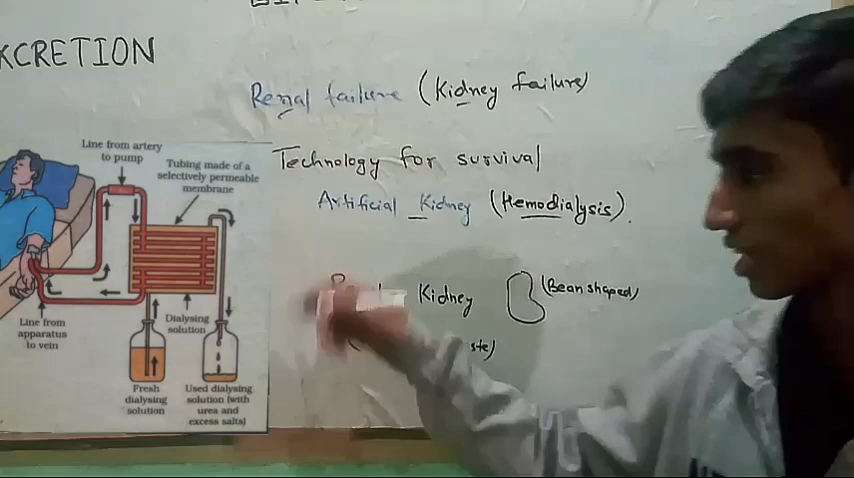 XCRETION
Renal failure (Kidney failure)
Technology for survival
Artificial Kidney (Hemodialysis).
Kidney (Bean shaped)
Line from artery
to pump
Tubing made of a
selectively permeable
membrane
Line from
apparatus
to vein
Dialysing
solution
Fresh
dialysing
solution
Used dialysing
solution (with
urea and
excess salts)